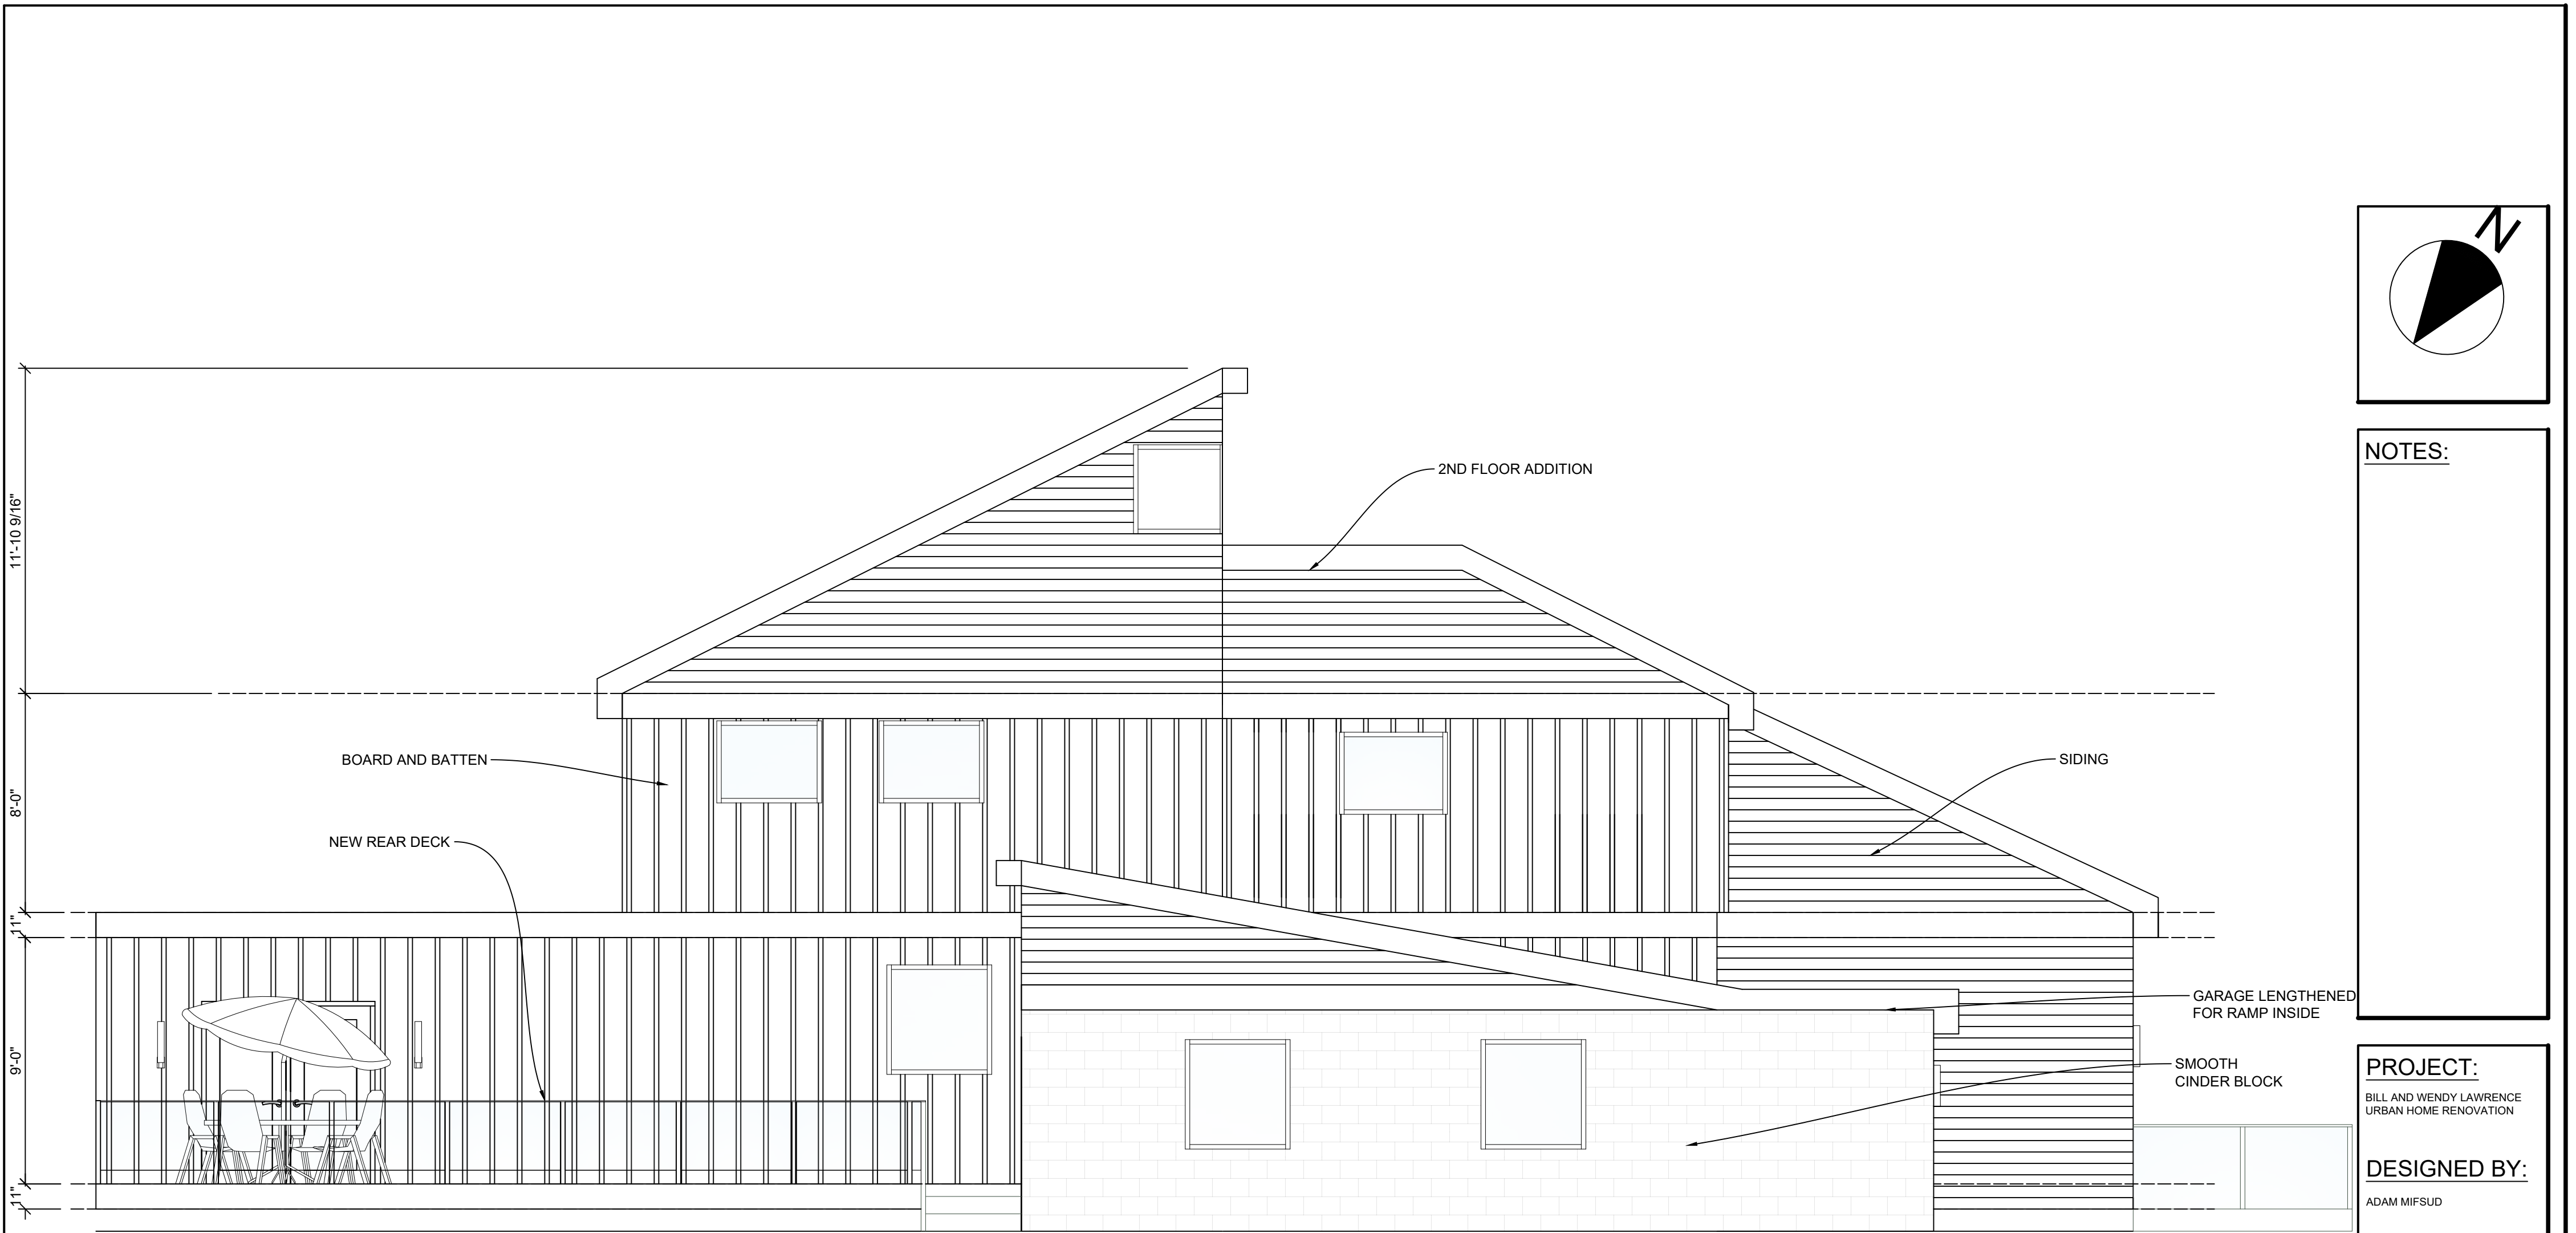 N
NOTES:
11'-10 9/16"
2ND FLOOR ADDITION
BOARD AND BATTEN
SIDING
8'-0"
NEW REAR DECK
11"
GARAGE LENGTHENED
FOR RAMP INSIDE
9'-0"
SMOOTH
CINDER BLOCK
11"
PROJECT:
BILL AND WENDY LAWRENCE
URBAN HOME RENOVATION
DESIGNED BY:
ADAM MIFSUD